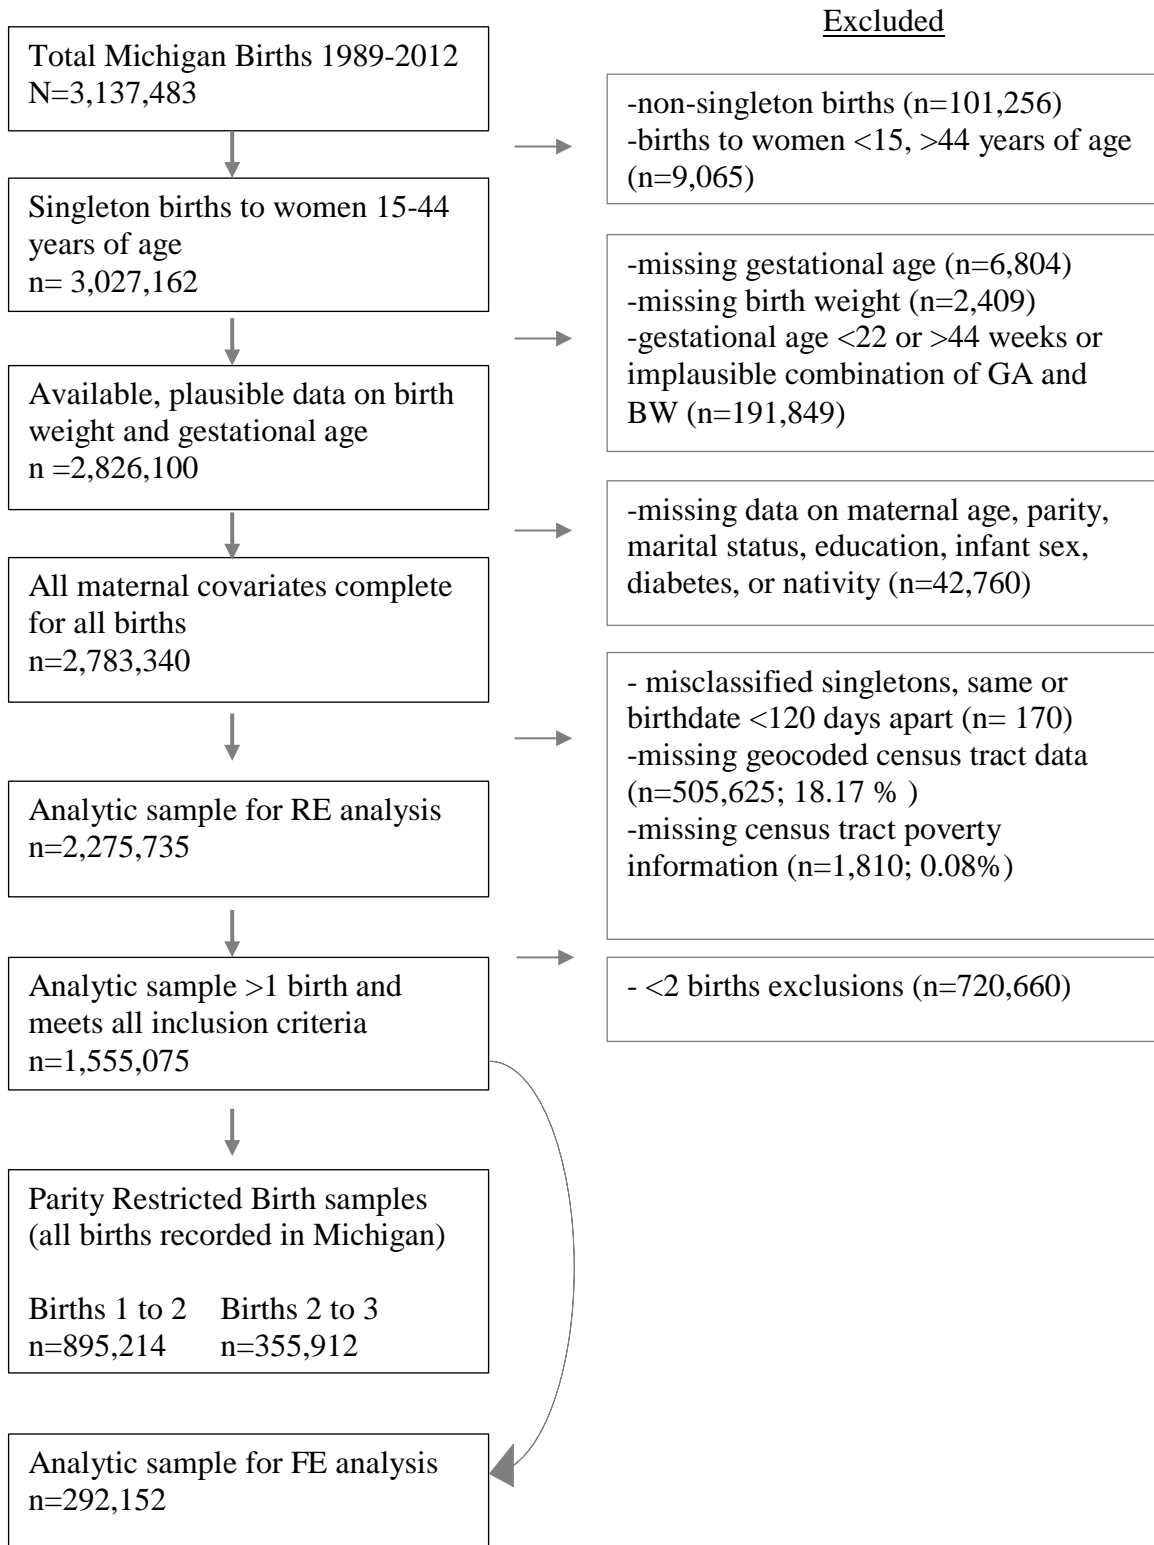 Excluded
Total Michigan Births 1989-2012
N=3,137,483
-non-singleton births (n=101,256)
-births to women <15, >44 years of age
(n=9,065)
Singleton births to women 15-44
years of age
n= 3,027,162
-missing gestational age (n=6,804)
-missing birth weight (n=2,409)
-gestational age <22 or >44 weeks or
implausible combination of GA and
BW (n=191,849)
Available, plausible data on birth
weight and gestational age
n =2,826,100
-missing data on maternal age, parity,
marital status, education, infant sex,
diabetes, or nativity (n=42,760)
All maternal covariates complete
for all births
n=2,783,340
- misclassified singletons, same or
birthdate <120 days apart (n= 170)
-missing geocoded census tract data
(n=505,625; 18.17 % )
-missing census tract poverty
information (n=1,810; 0.08%)
Analytic sample for RE analysis
n=2,275,735
- <2 births exclusions (n=720,660)
Analytic sample >1 birth and
meets all inclusion criteria
n=1,555,075
Parity Restricted Birth samples
(all births recorded in Michigan)
Births 1 to 2 Births 2 to 3
n=895,214 n=355,912
Analytic sample for FE analysis
n=292,152